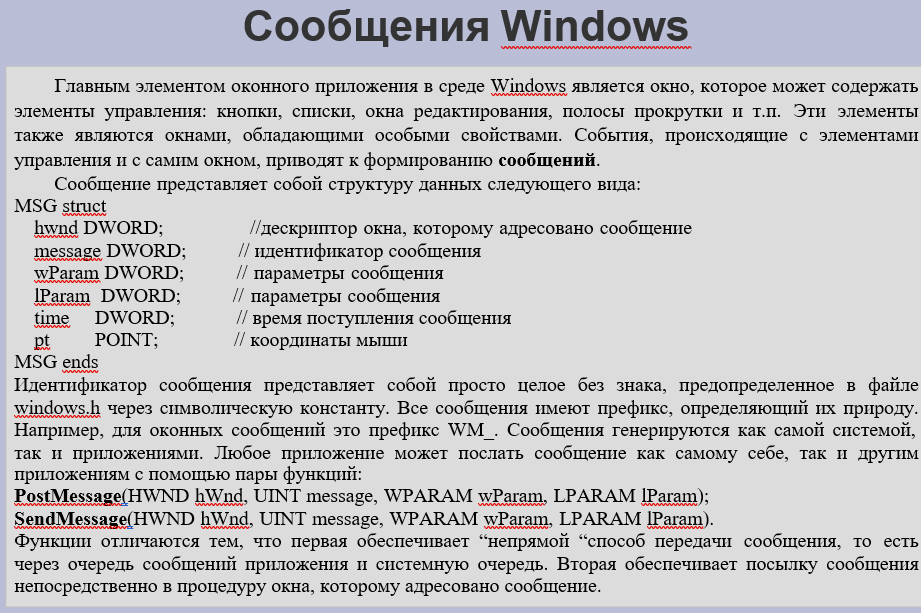 Сообщения Windows
Главным элементом оконного приложения в среде Windows является окно, которое может содержать
элементы управления: кнопки, списки, окна редактирования, полосы прокрутки и т.п. Эти элементы
также являются окнами, обладающими особыми свойствами. События, происходящие с элементами
управления и с самим окном, приводят к формированию сообщений.
Сообщение представляет собой структуру данных следующего вида:
MSG struct
hwnd DWORD; //дескриптор окна, которому адресовано сообщение
message DWORD; // идентификатор сообщения
wParam DWORD; // параметры сообщения
lParam DWORD; // параметры сообщения
time DWORD; // время поступления сообщения
pt POINT; // координаты мыши
MSG ends
Идентификатор сообщения представляет собой просто целое без знака, предопределенное в файле
windows.h через символическую константу. Все сообщения имеют префикс, определяющий их природу.
Например, для оконных сообщений это префикс WM_. Сообщения генерируются как самой системой,
так и приложениями. Любое приложение может послать сообщение как самому себе, так и другим
приложениям с помощью пары функций:
PostMessage(HWND hWnd, UINT message, WPARAM wParam, LPARAM lParam);
SendMessage(HWND hWnd, UINT message, WPARAM wParam, LPARAM lParam).
Функции отличаются тем, что первая обеспечивает “непрямой “способ передачи сообщения, то есть
через очередь сообщений приложения и системную очередь. Вторая обеспечивает посылку сообщения
непосредственно в процедуру окна, которому адресовано сообщение.